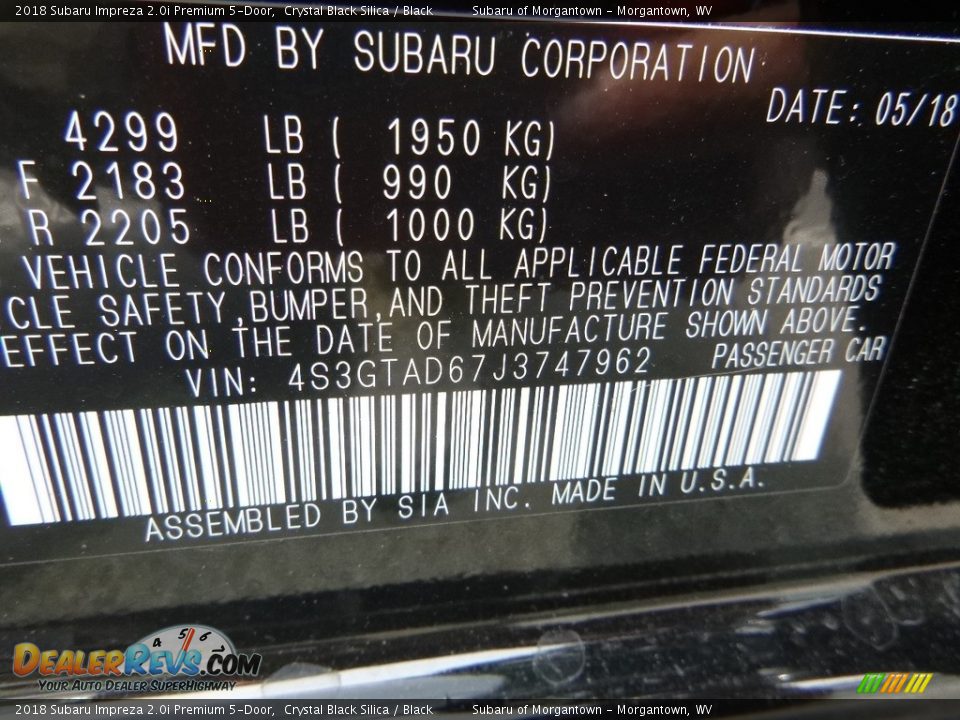 2018 Subaru Impreza 2.0i Premium 5-Door, Crystal Black Silica / Black Subaru of Morgantown - Morgantown, WV
MFD BY SUBARU CORPORATION
DATE: 05/18
4299 LB ( 1950 KG)
F 2183 LB ( 990 KG)
R 2205 LB ( 1000 KG)
VEHICLE CONFORMS TO ALL APPLICABLE FEDERAL MOTOR
CLE SAFETY,BUMPER,AND THEFT PREVENTION STANDARDS
EFFECT ON THE DATE OF MANUFACTURE SHOWN ABOVE.
VIN: 4S3GTAD67J3747962 PASSENGER CAR
ASSEMBLED BY SIA INC. MADE IN U.S.A.
4 5 6
DEALERREVS.COM
YOUR AUTO DEALER SUPERHIGHWAY
2018 Subaru Impreza 2.0i Premium 5-Door, Crystal Black Silica / Black Subaru of Morgantown - Morgantown, WV